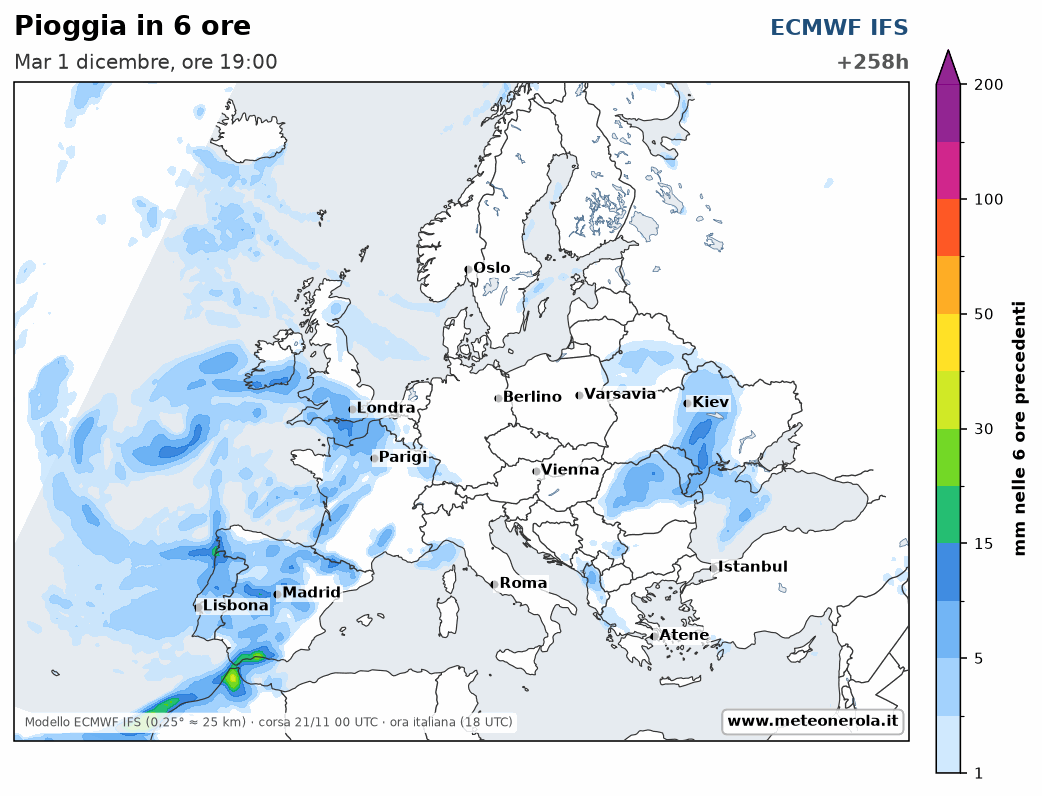 Pioggia in 6 ore
ECMWF IFS
Mar 1 dicembre, ore 19:00
+258h
200
100
50
30
15
5
1
mm nelle 6 ore precedenti
Oslo
Berlino
Varsavia
Kiev
Londra
Parigi
Vienna
Istanbul
Roma
Madrid
Lisbona
Atene
Modello ECMWF IFS (0,25° ≈ 25 km) · corsa 21/11 00 UTC · ora italiana (18 UTC)
www.meteonerola.it